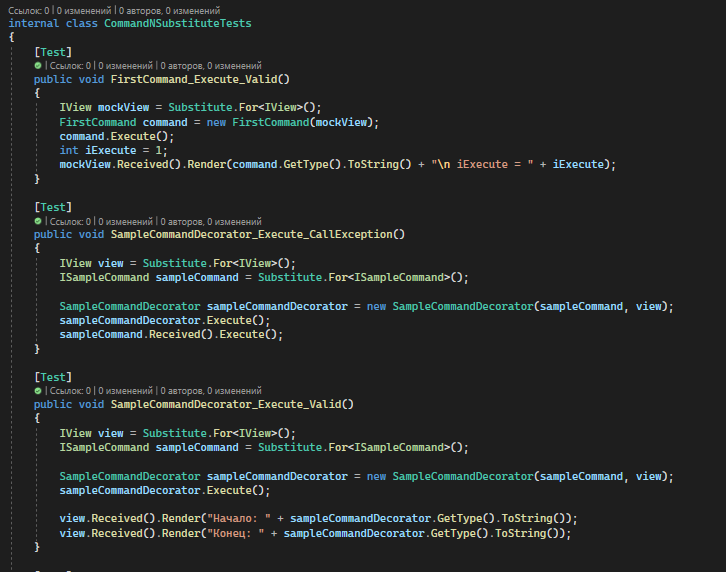 Ссылок: 0 | 0 изменений | 0 авторов, 0 изменений
internal class CommandNSubstituteTests
{
[Test]
| Ссылок: 0 | 0 изменений | 0 авторов, 0 изменений
public void FirstCommand_Execute_Valid()
{
IView mockView = Substitute.For<IView>();
FirstCommand command = new FirstCommand(mockView);
command.Execute();
int iExecute = 1;
mockView.Received().Render(command.GetType().ToString() + "\n iExecute = " + iExecute);
}
[Test]
| Ссылок: 0 | 0 изменений | 0 авторов, 0 изменений
public void SampleCommandDecorator_Execute_CallException()
{
IView view = Substitute.For<IView>();
ISampleCommand sampleCommand = Substitute.For<ISampleCommand>();
SampleCommandDecorator sampleCommandDecorator = new SampleCommandDecorator(sampleCommand, view);
sampleCommandDecorator.Execute();
sampleCommand.Received().Execute();
}
[Test]
| Ссылок: 0 | 0 изменений | 0 авторов, 0 изменений
public void SampleCommandDecorator_Execute_Valid()
{
IView view = Substitute.For<IView>();
ISampleCommand sampleCommand = Substitute.For<ISampleCommand>();
SampleCommandDecorator sampleCommandDecorator = new SampleCommandDecorator(sampleCommand, view);
sampleCommandDecorator.Execute();
view.Received().Render("Начало: " + sampleCommandDecorator.GetType().ToString());
view.Received().Render("Конец: " + sampleCommandDecorator.GetType().ToString());
}